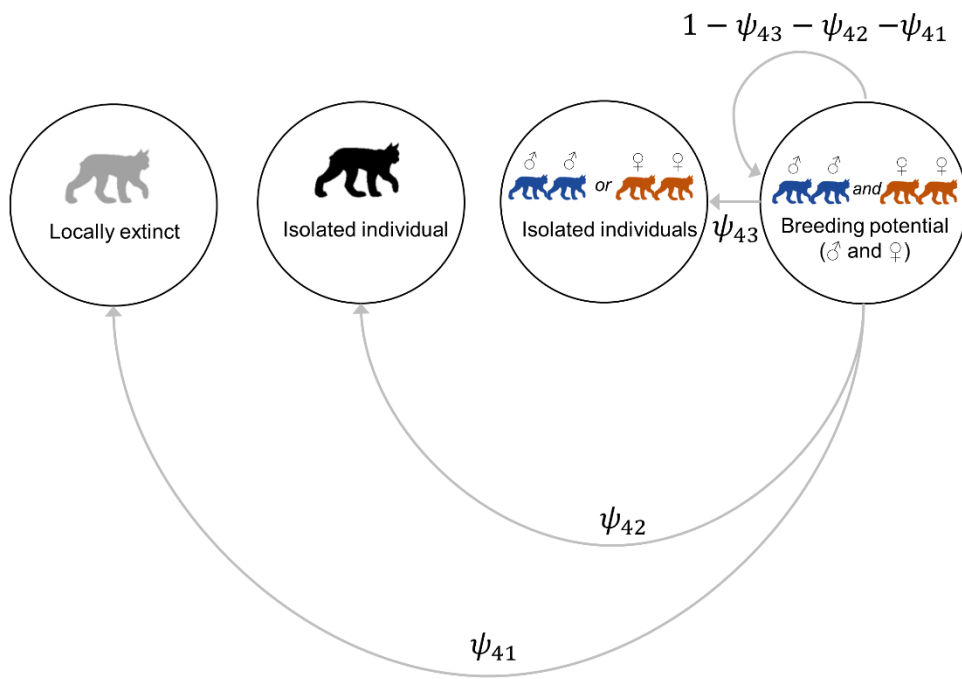 1 − ψ₄₃ − ψ₄₂ −ψ₄₁
♂ ♂ ♀ ♀
or
♂ ♂ ♀ ♀
and
Locally extinct
Isolated individual
Isolated individuals
ψ₄₃
Breeding potential
(♂ and ♀)
ψ₄₂
ψ₄₁